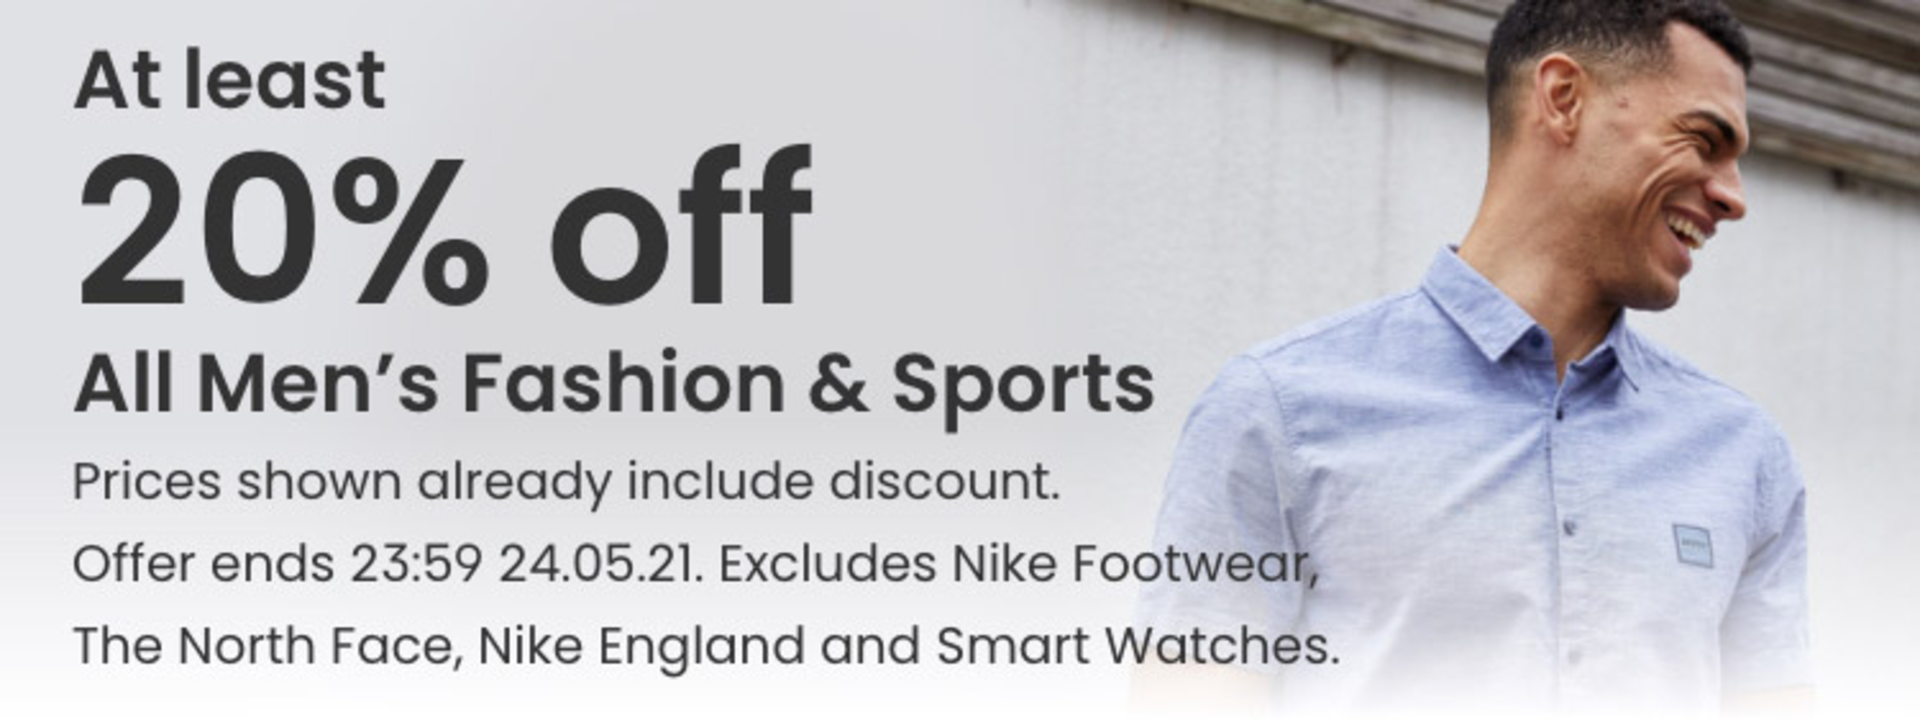 At least
20% off
All Men’s Fashion & Sports
Prices shown already include discount.
Offer ends 23:59 24.05.21. Excludes Nike Footwear,
The North Face, Nike England and Smart Watches.